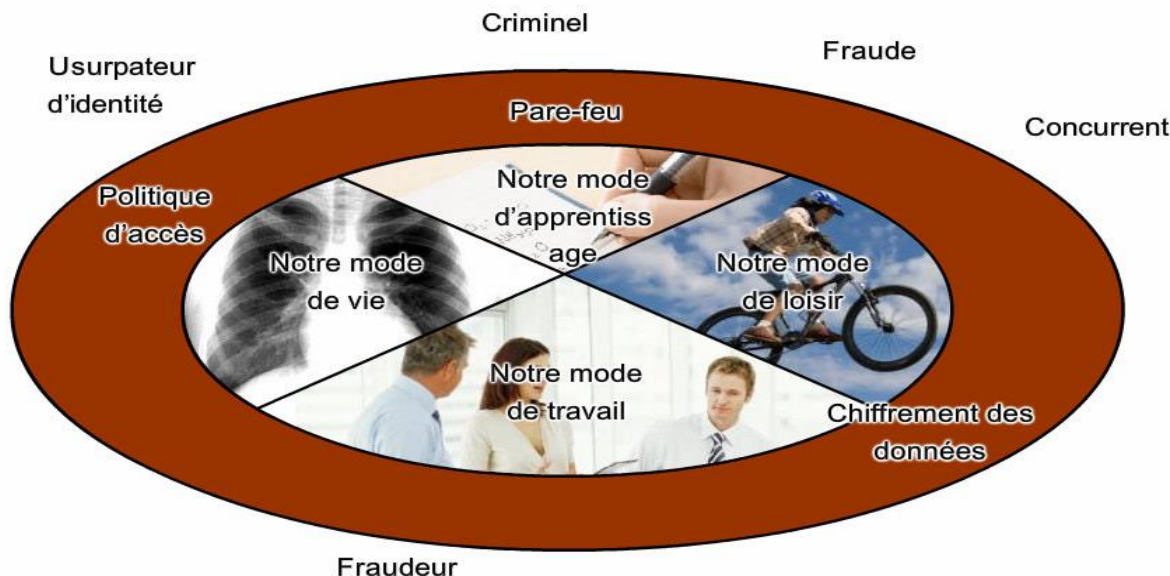 Criminel
Fraude
Usurpateur
d’identité
Concurrent
Pare-feu
Politique
d’accès
Notre mode
d’apprentiss
age
Notre mode
de vie
Notre mode
de loisir
Notre mode
de travail
Chiffrement des
données
Fraudeur